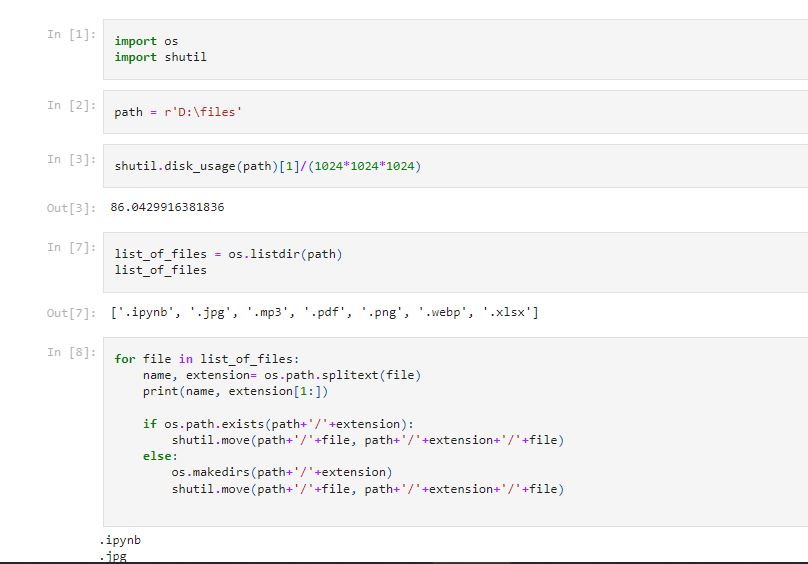 In [1]:
import os
import shutil
In [2]:
path = r'D:\files'
In [3]:
shutil.disk_usage(path)[1]/(1024*1024*1024)
Out[3]:
86.0429916381836
In [7]:
list_of_files = os.listdir(path)
list_of_files
Out[7]:
['.ipynb', '.jpg', '.mp3', '.pdf', '.png', '.webp', '.xlsx']
In [8]:
for file in list_of_files:
    name, extension= os.path.splitext(file)
    print(name, extension[1:])

    if os.path.exists(path+'/'+extension):
        shutil.move(path+'/'+file, path+'/'+extension+'/'+file)
    else:
        os.makedirs(path+'/'+extension)
        shutil.move(path+'/'+file, path+'/'+extension+'/'+file)
.ipynb
.jpg